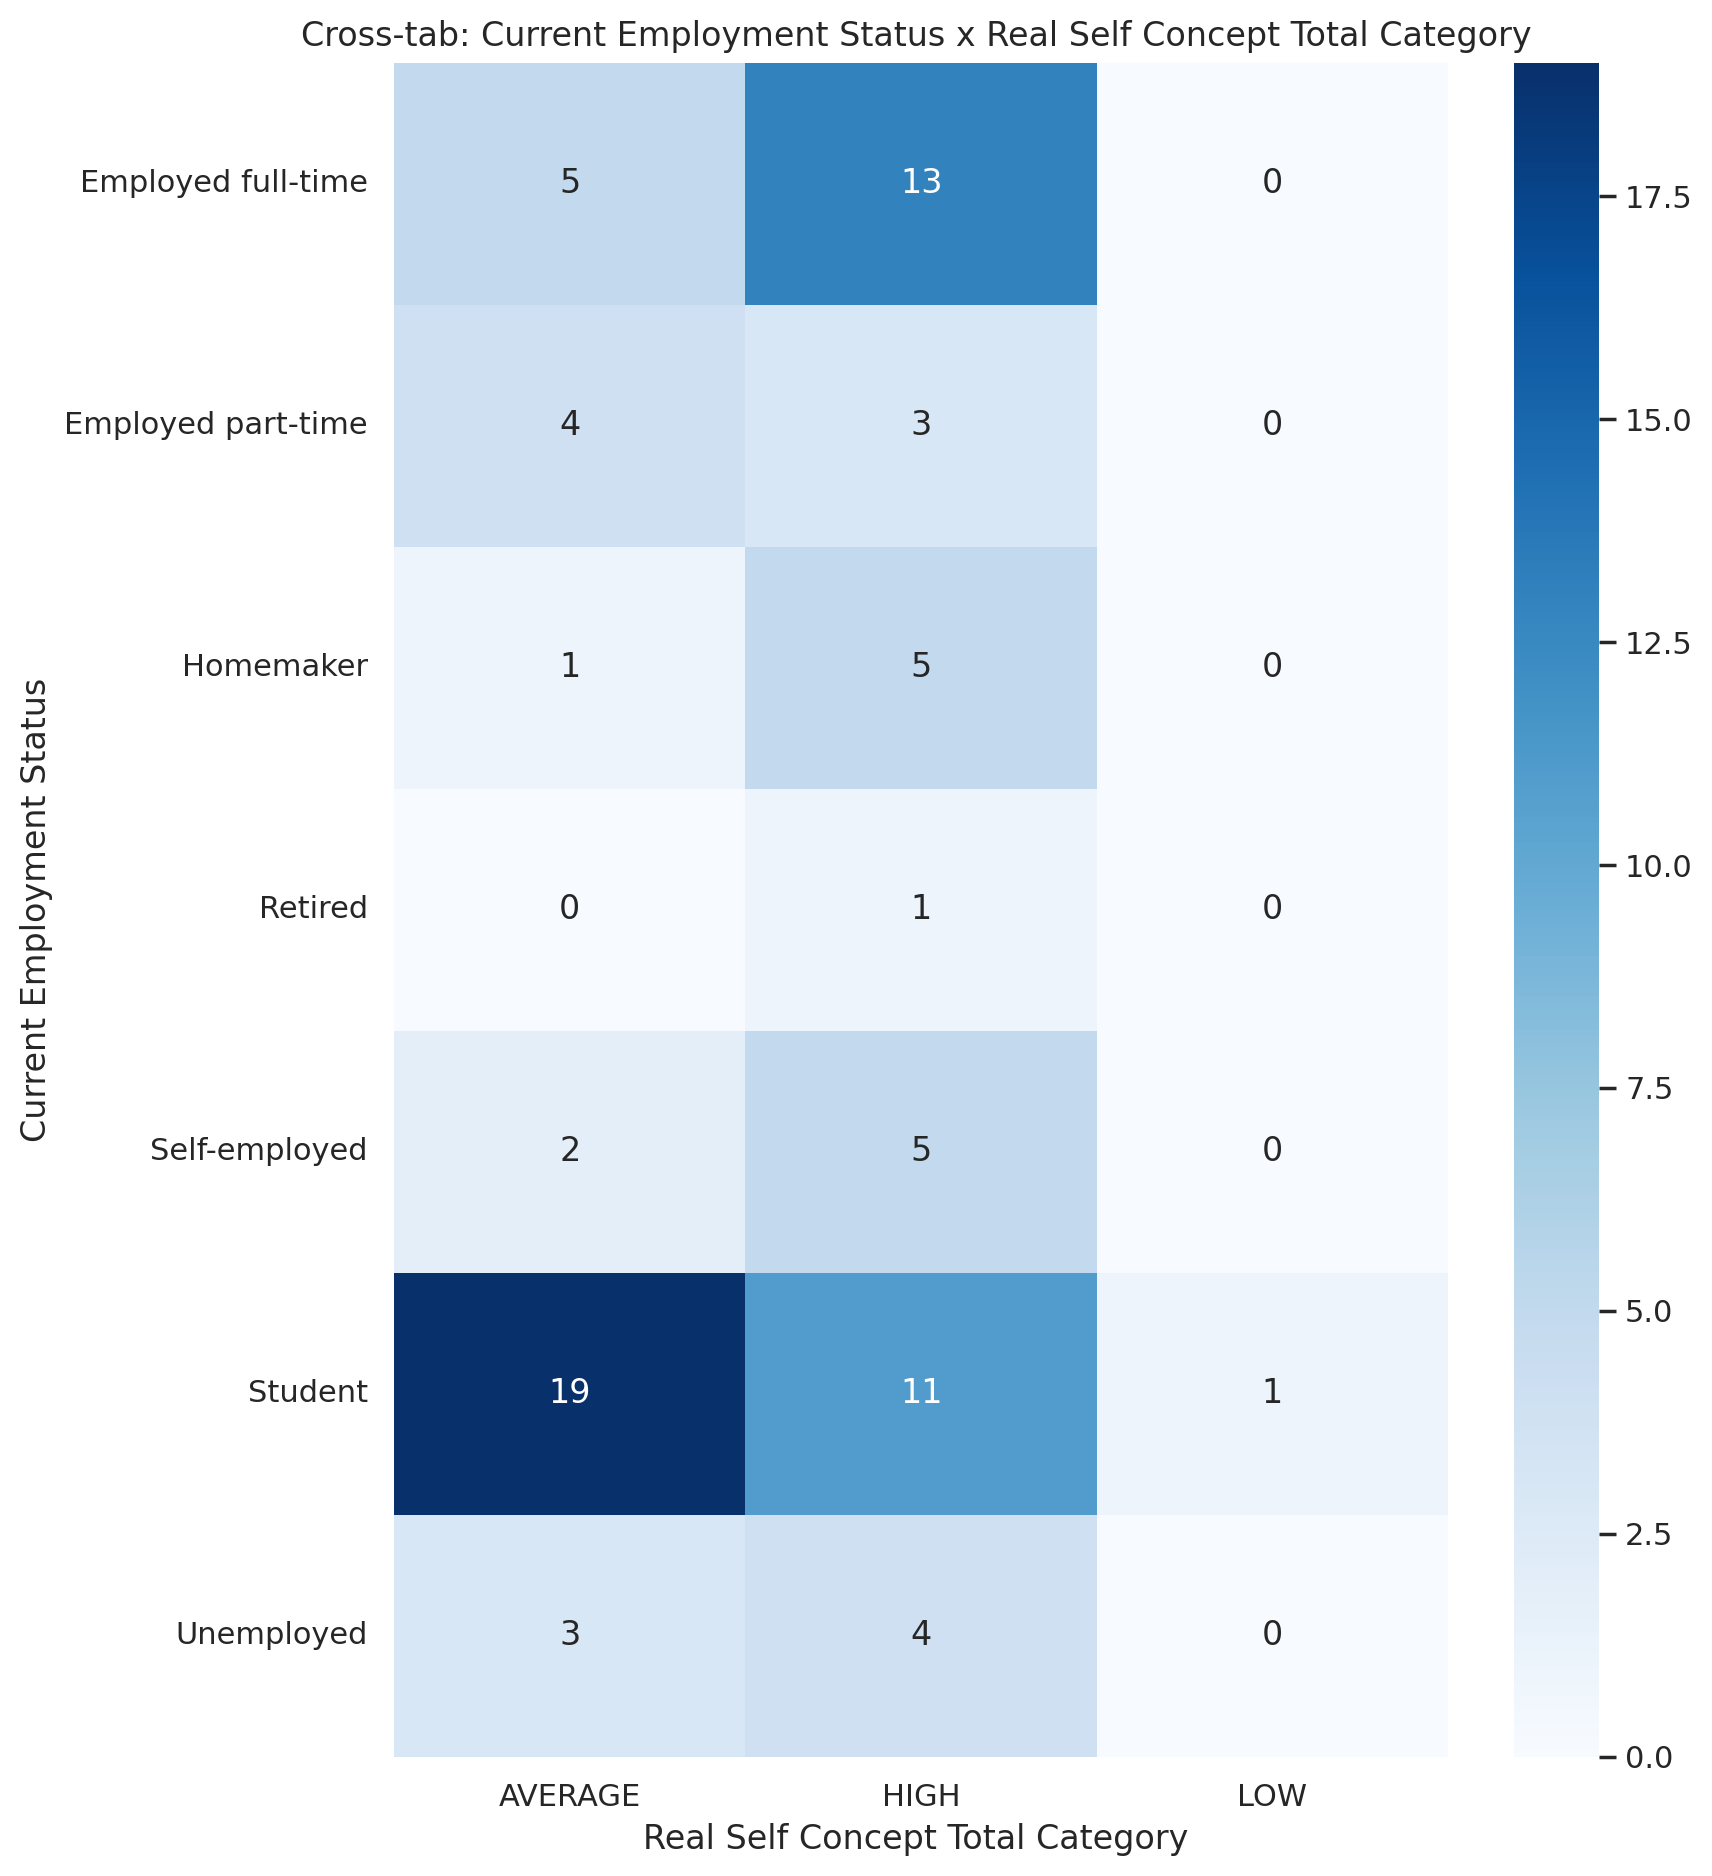 Cross-tab: Current Employment Status x Real Self Concept Total Category
Current Employment Status
Employed full-time 5 13 0
Employed part-time 4 3 0
Homemaker 1 5 0
Retired 0 1 0
Self-employed 2 5 0
Student 19 11 1
Unemployed 3 4 0
AVERAGE HIGH LOW
Real Self Concept Total Category
17.5
15.0
12.5
10.0
7.5
5.0
2.5
0.0